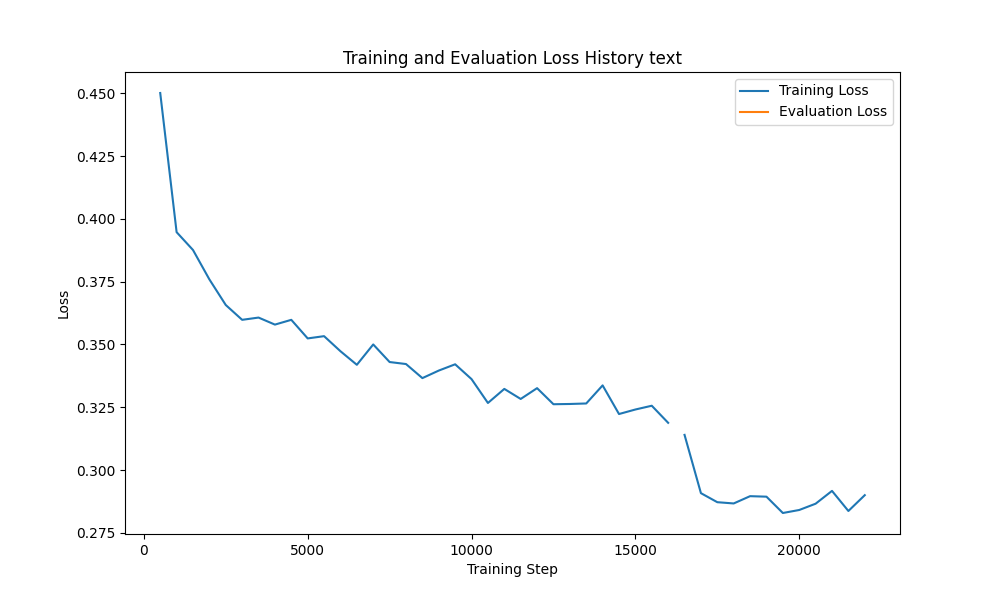 Training and Evaluation Loss History text
Training Loss
Evaluation Loss
0.450
0.425
0.400
0.375
0.350
0.325
0.300
0.275
Loss
0 5000 10000 15000 20000
Training Step